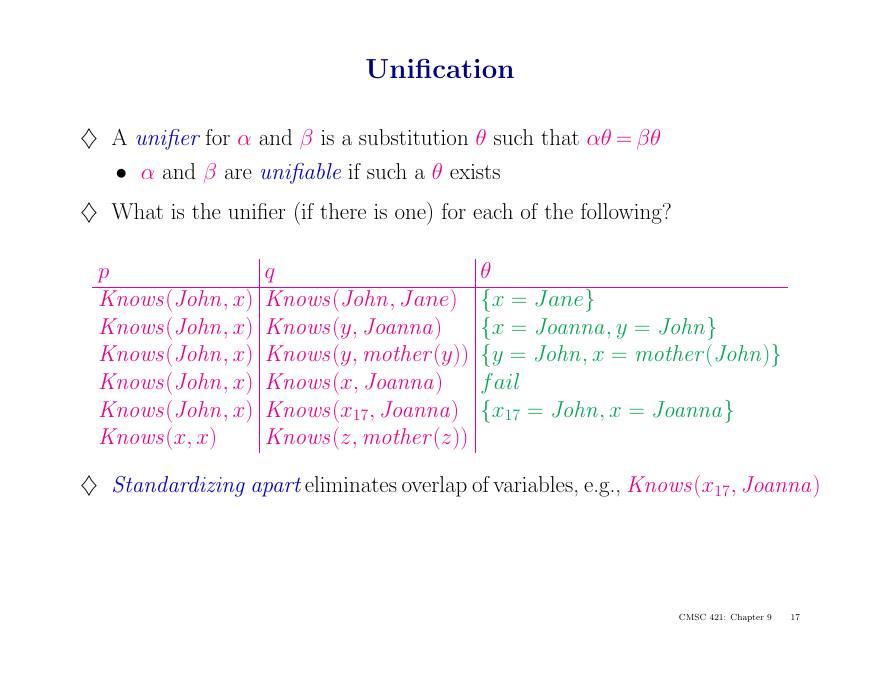 Unification
♢ A unifier for α and β is a substitution θ such that αθ = βθ
• α and β are unifiable if such a θ exists
♢ What is the unifier (if there is one) for each of the following?
p q θ
Knows(John, x) Knows(John, Jane) {x = Jane}
Knows(John, x) Knows(y, Joanna) {x = Joanna, y = John}
Knows(John, x) Knows(y, mother(y)) {y = John, x = mother(John)}
Knows(John, x) Knows(x, Joanna) fail
Knows(John, x) Knows(x₁₇, Joanna) {x₁₇ = John, x = Joanna}
Knows(x, x) Knows(z, mother(z))
♢ Standardizing apart eliminates overlap of variables, e.g., Knows(x₁₇, Joanna)
CMSC 421: Chapter 9 17